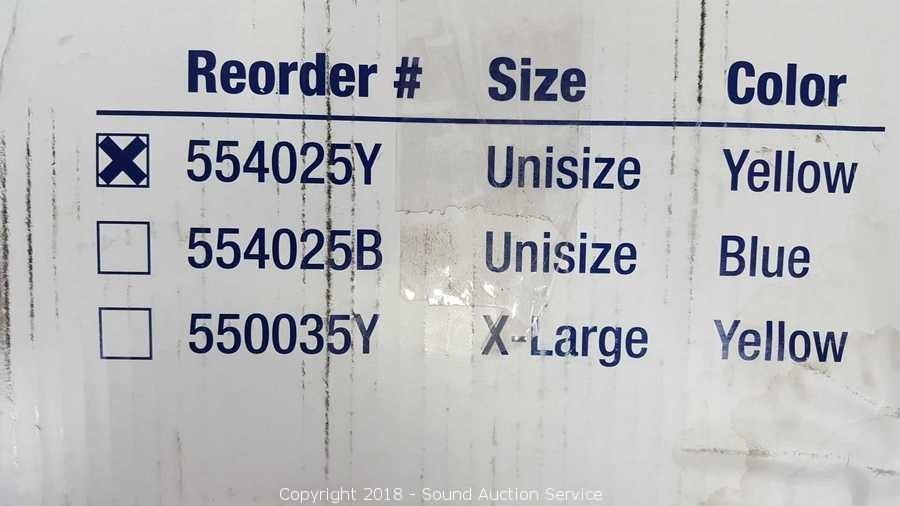 Reorder # Size Color
554025Y Unisize Yellow
554025B Unisize Blue
550035Y X-Large Yellow
Copyright 2018 - Sound Auction Service